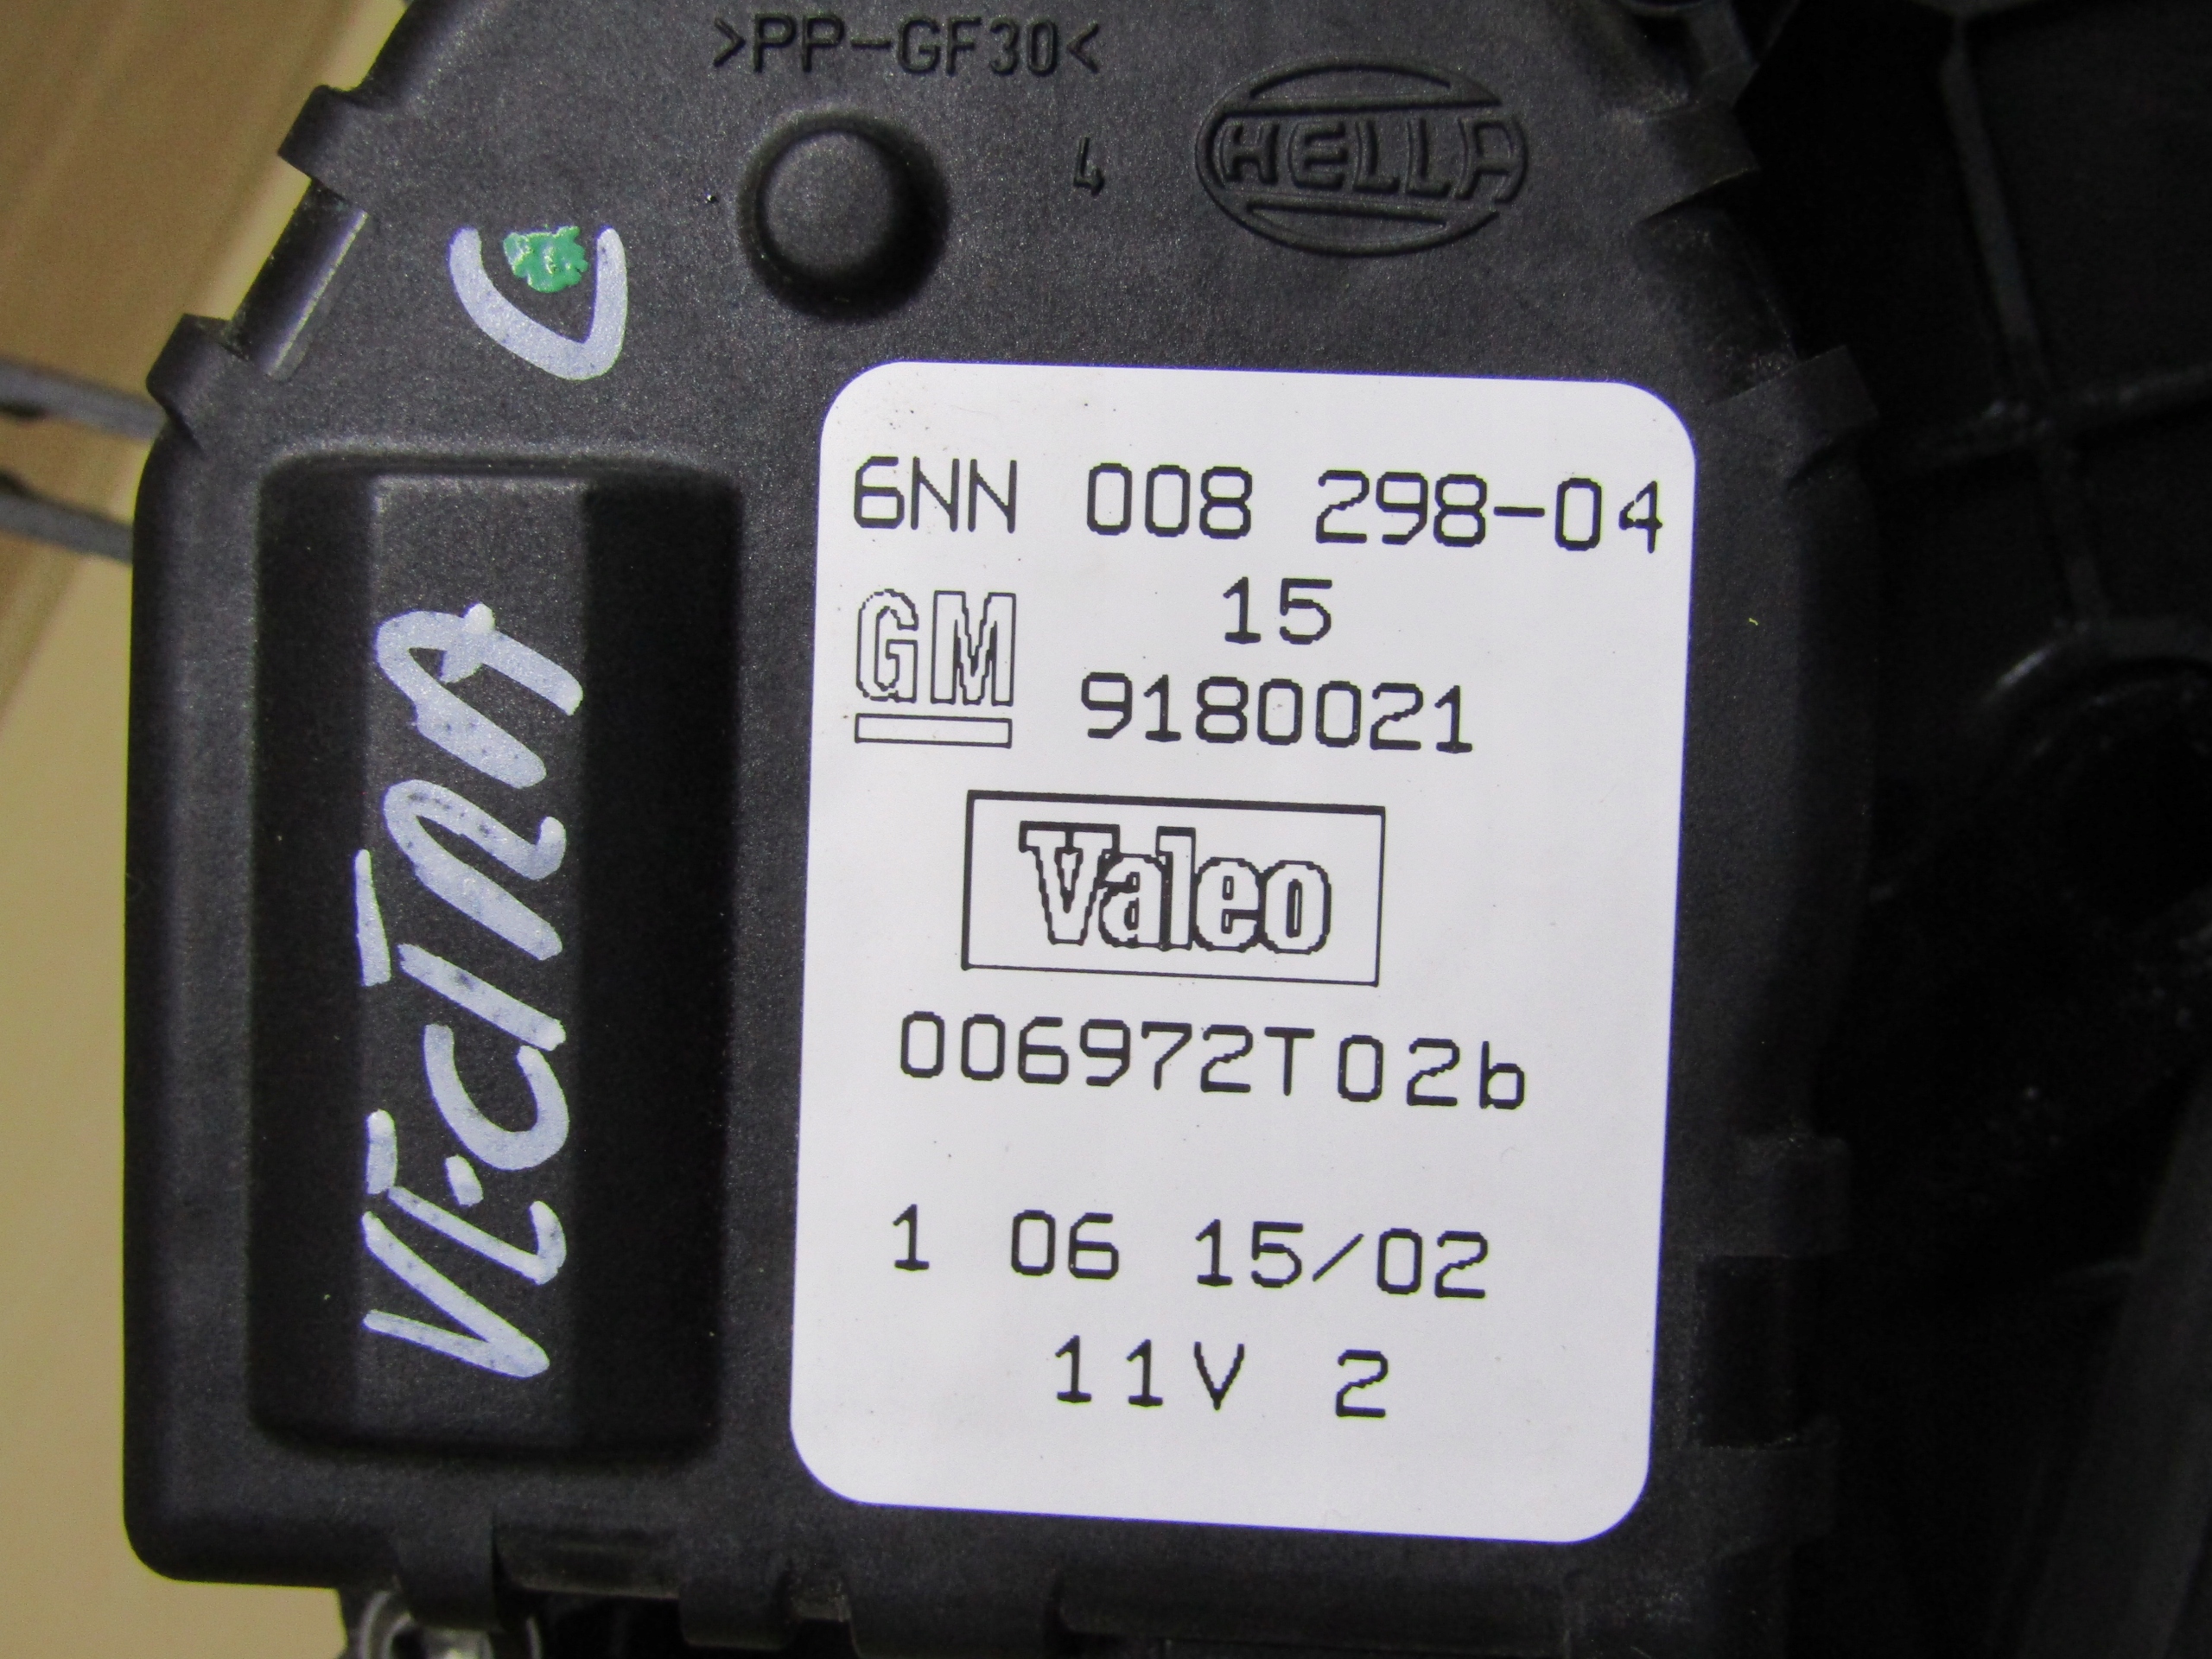 >PP-GF30<
4
HELLA
VECTRA C
6NN 008 298-04
15
GM
9180021
Valeo
006972T02b
1 06 15/02
11V 2